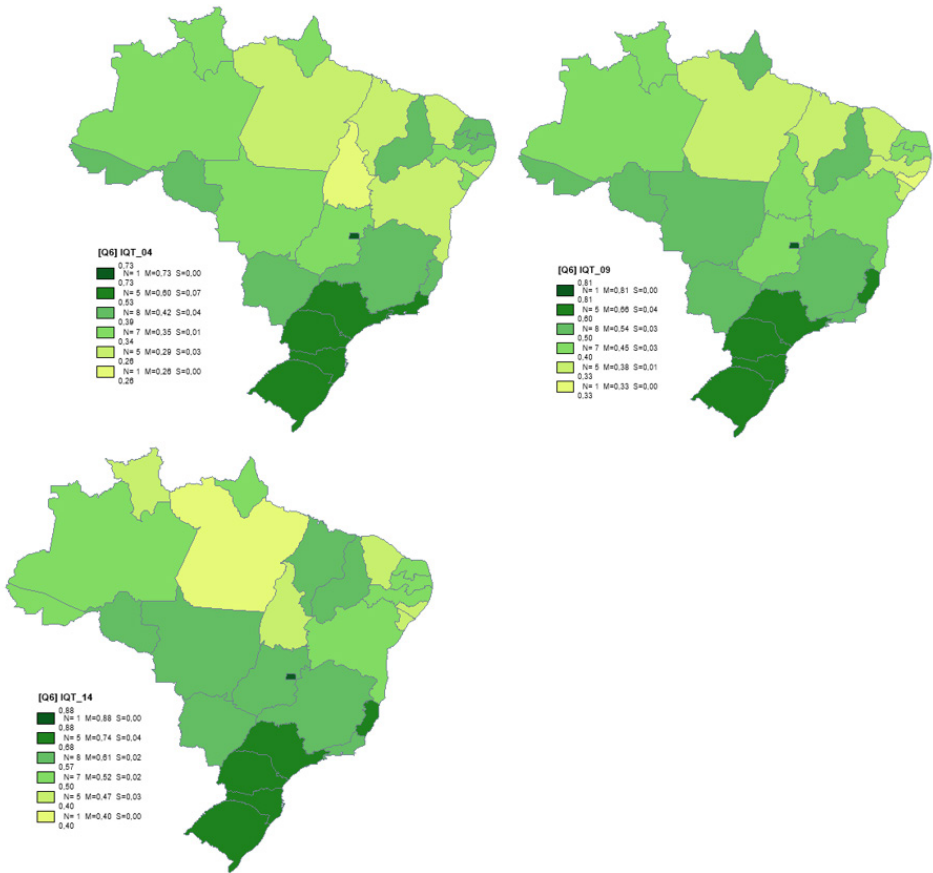 [Q6] IQT_04
0,73
N= 1 M=0,73 S=0,00
0,73
N= 5 M=0,60 S=0,07
0,53
N= 8 M=0,42 S=0,04
0,39
N= 7 M=0,35 S=0,01
0,34
N= 5 M=0,29 S=0,03
0,26
N= 1 M=0,26 S=0,00
0,26
[Q6] IQT_09
0,81
N= 1 M=0,81 S=0,00
0,81
N= 5 M=0,66 S=0,04
0,60
N= 8 M=0,54 S=0,03
0,50
N= 7 M=0,45 S=0,03
0,40
N= 5 M=0,38 S=0,01
0,33
N= 1 M=0,33 S=0,00
0,33
[Q6] IQT_14
0,88
N= 1 M=0,88 S=0,00
0,88
N= 5 M=0,74 S=0,04
0,68
N= 8 M=0,61 S=0,02
0,57
N= 7 M=0,52 S=0,02
0,50
N= 5 M=0,47 S=0,03
0,40
N= 1 M=0,40 S=0,00
0,40